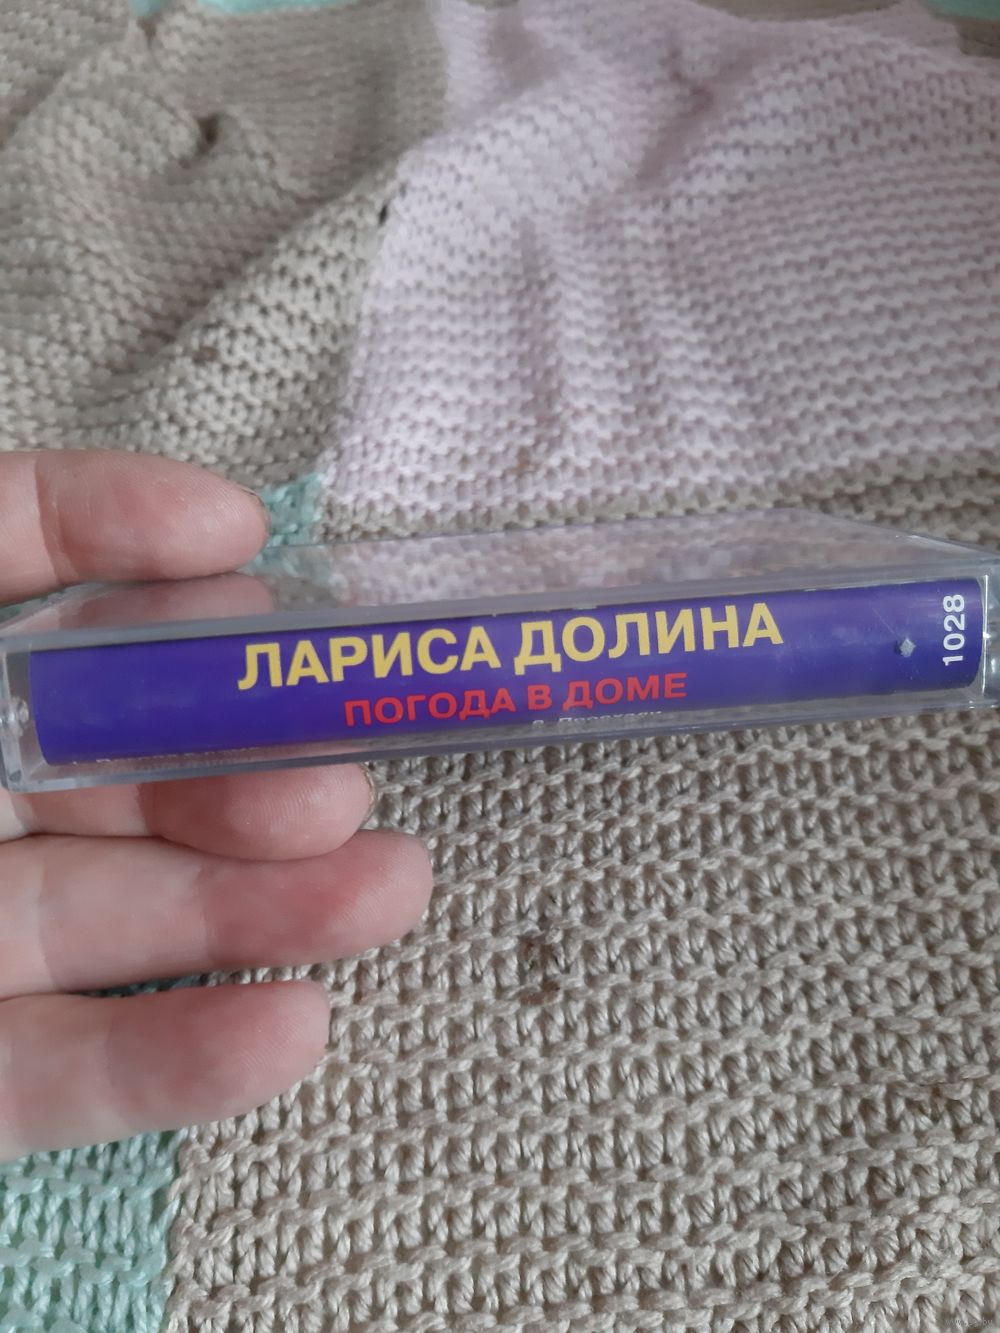 ЛАРИСА ДОЛИНА
ПОГОДА В ДОМЕ
1028